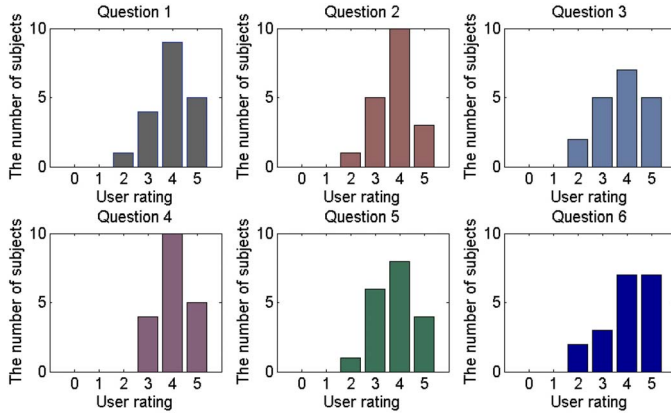 Question 1
The number of subjects
10
5
0
0 1 2 3 4 5
User rating
Question 2
The number of subjects
10
5
0
0 1 2 3 4 5
User rating
Question 3
The number of subjects
10
5
0
0 1 2 3 4 5
User rating
Question 4
The number of subjects
10
5
0
0 1 2 3 4 5
User rating
Question 5
The number of subjects
10
5
0
0 1 2 3 4 5
User rating
Question 6
The number of subjects
10
5
0
0 1 2 3 4 5
User rating